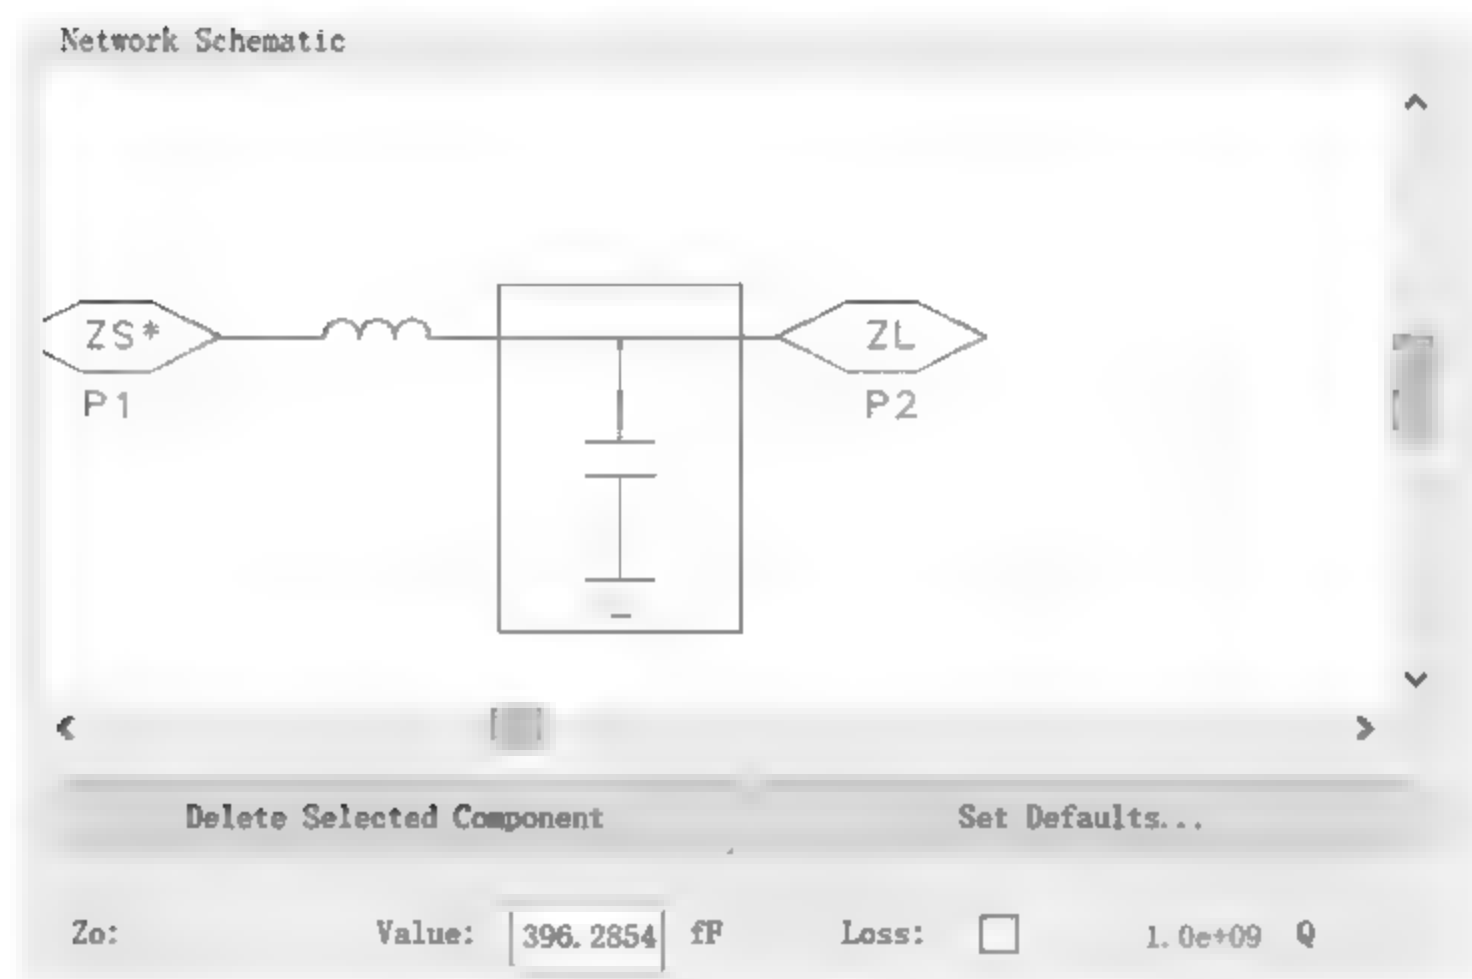 Network Schematic
ZS* ZL
P1 P2
Delete Selected Component Set Defaults...
Zo: Value: 396.2854 fF Loss: 1.0e+09 Q